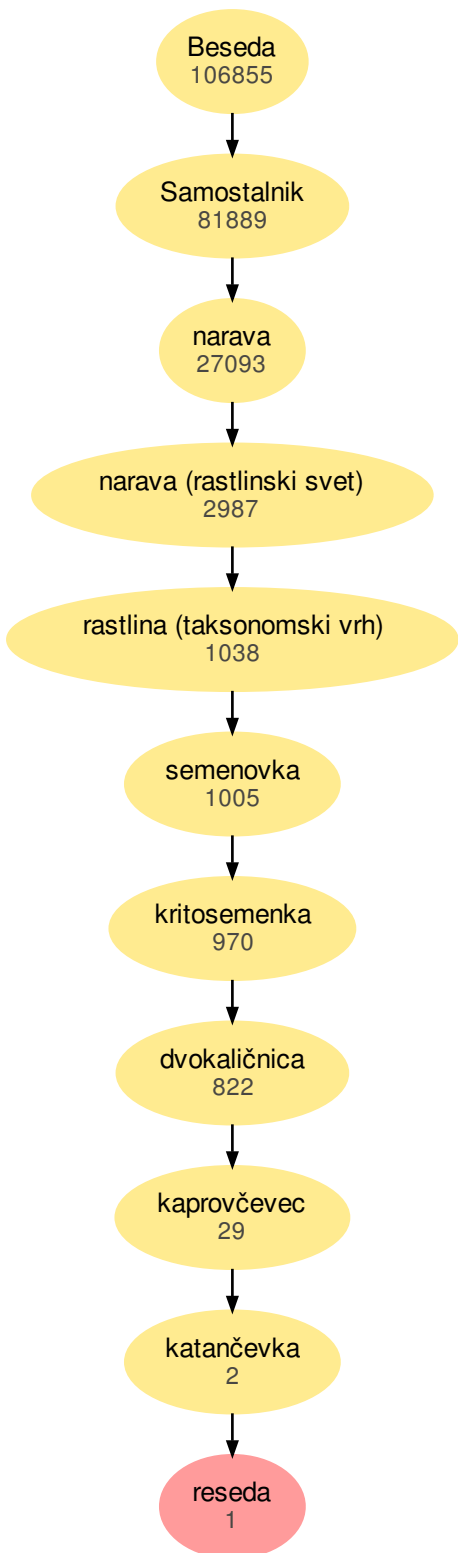 Beseda
106855
Samostalnik
81889
narava
27093
narava (rastlinski svet)
2987
rastlina (taksonomski vrh)
1038
semenovka
1005
kritosemenka
970
dvokaličnica
822
kaprovčevec
29
katančevka
2
reseda
1